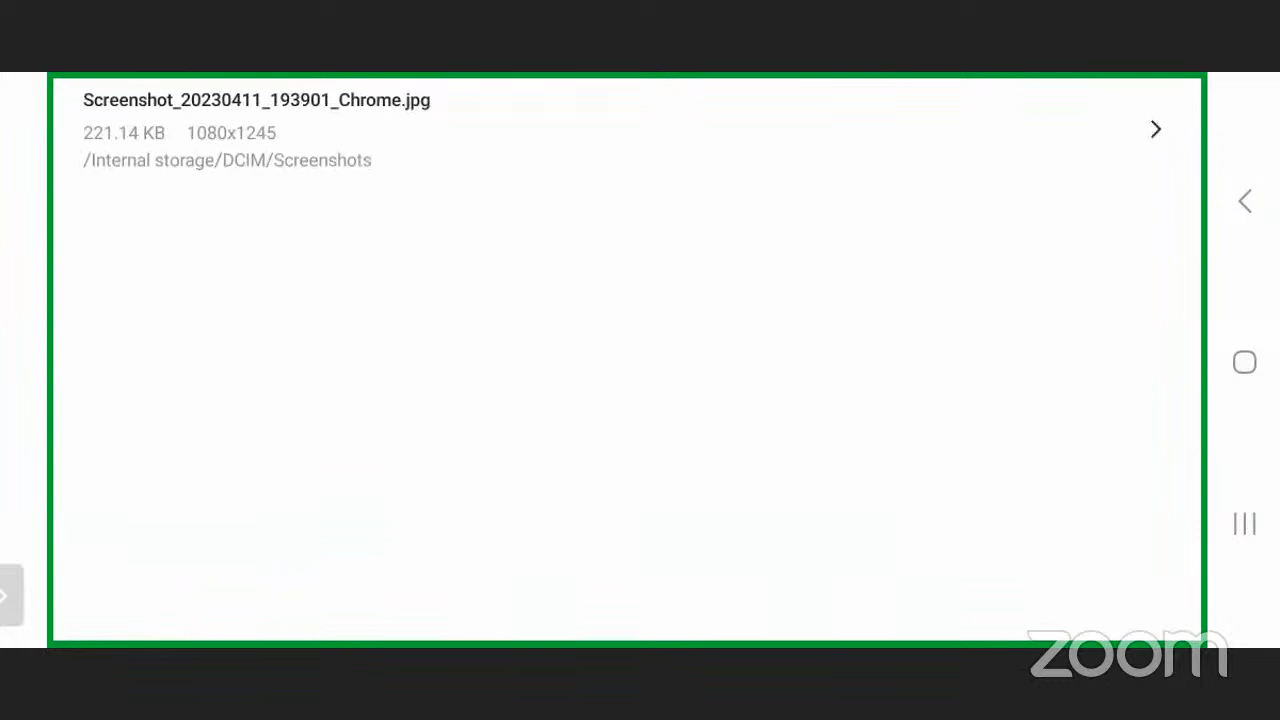 Screenshot_20230411_193901_Chrome.jpg
221.14 KB 1080x1245
/Internal storage/DCIM/Screenshots
zoom